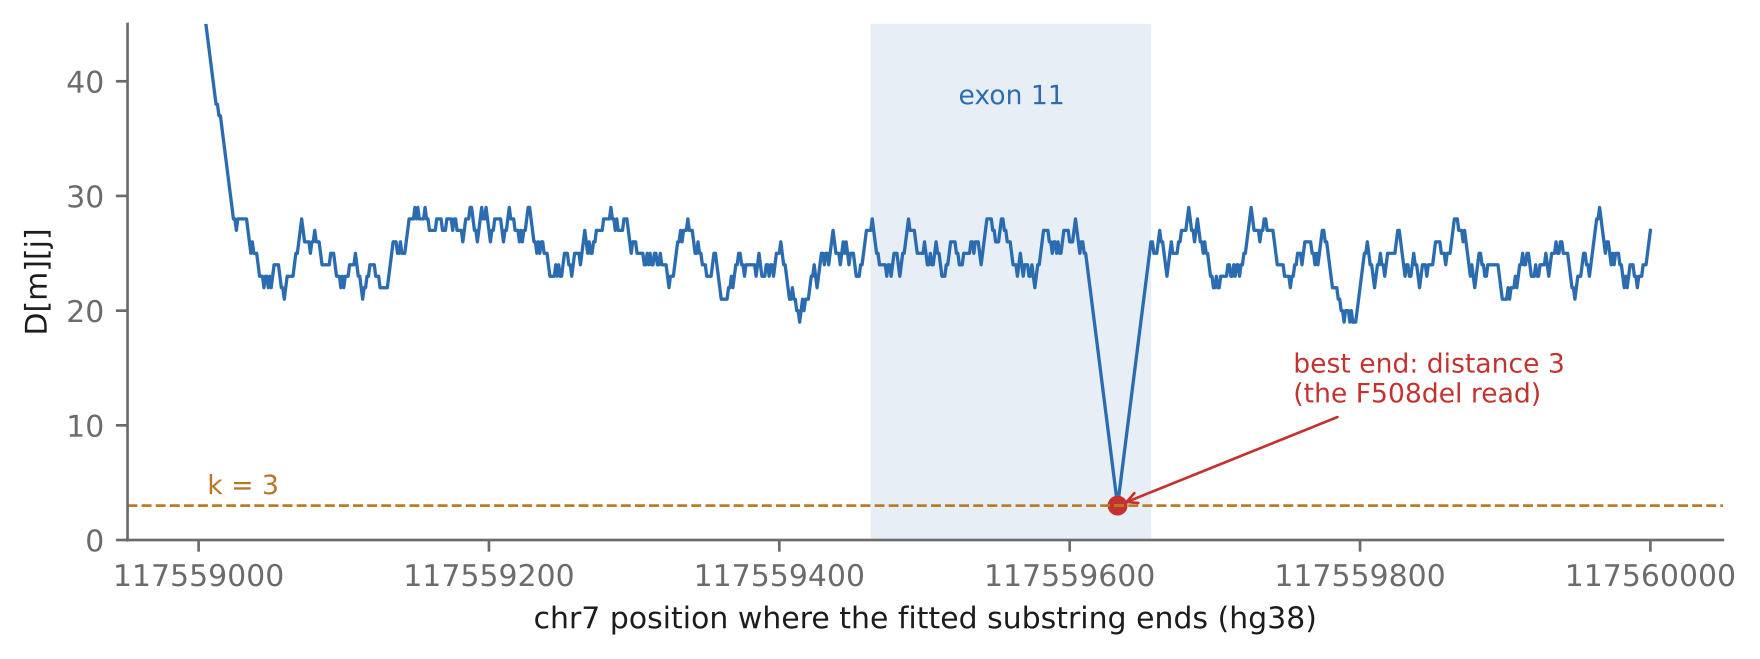 40
30
20
10
0
D[m][j]
exon 11
best end: distance 3
(the F508del read)
k = 3
117559000 117559200 117559400 117559600 117559800 117560000
chr7 position where the fitted substring ends (hg38)